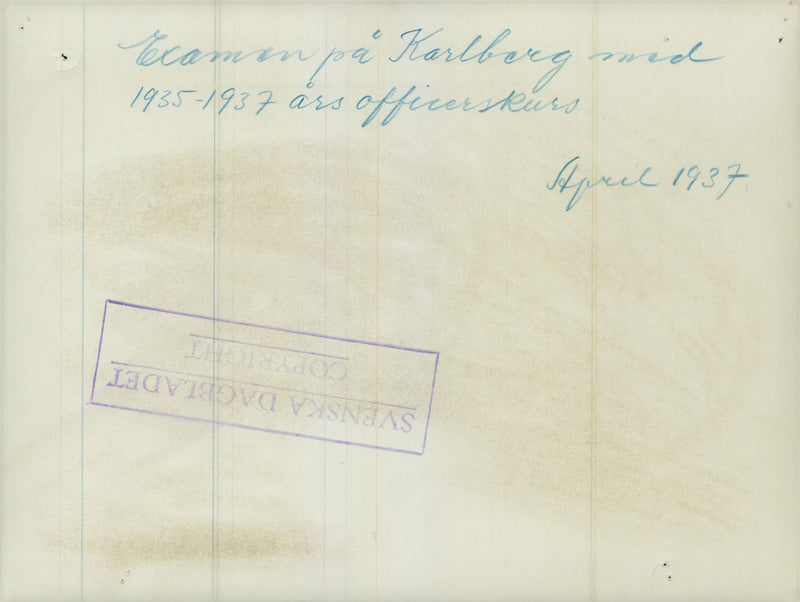 Examen på Karlberg med
1935-1937 års officerskurs
April 1937.
SVENSKA DAGBLADET
COPYRIGHT